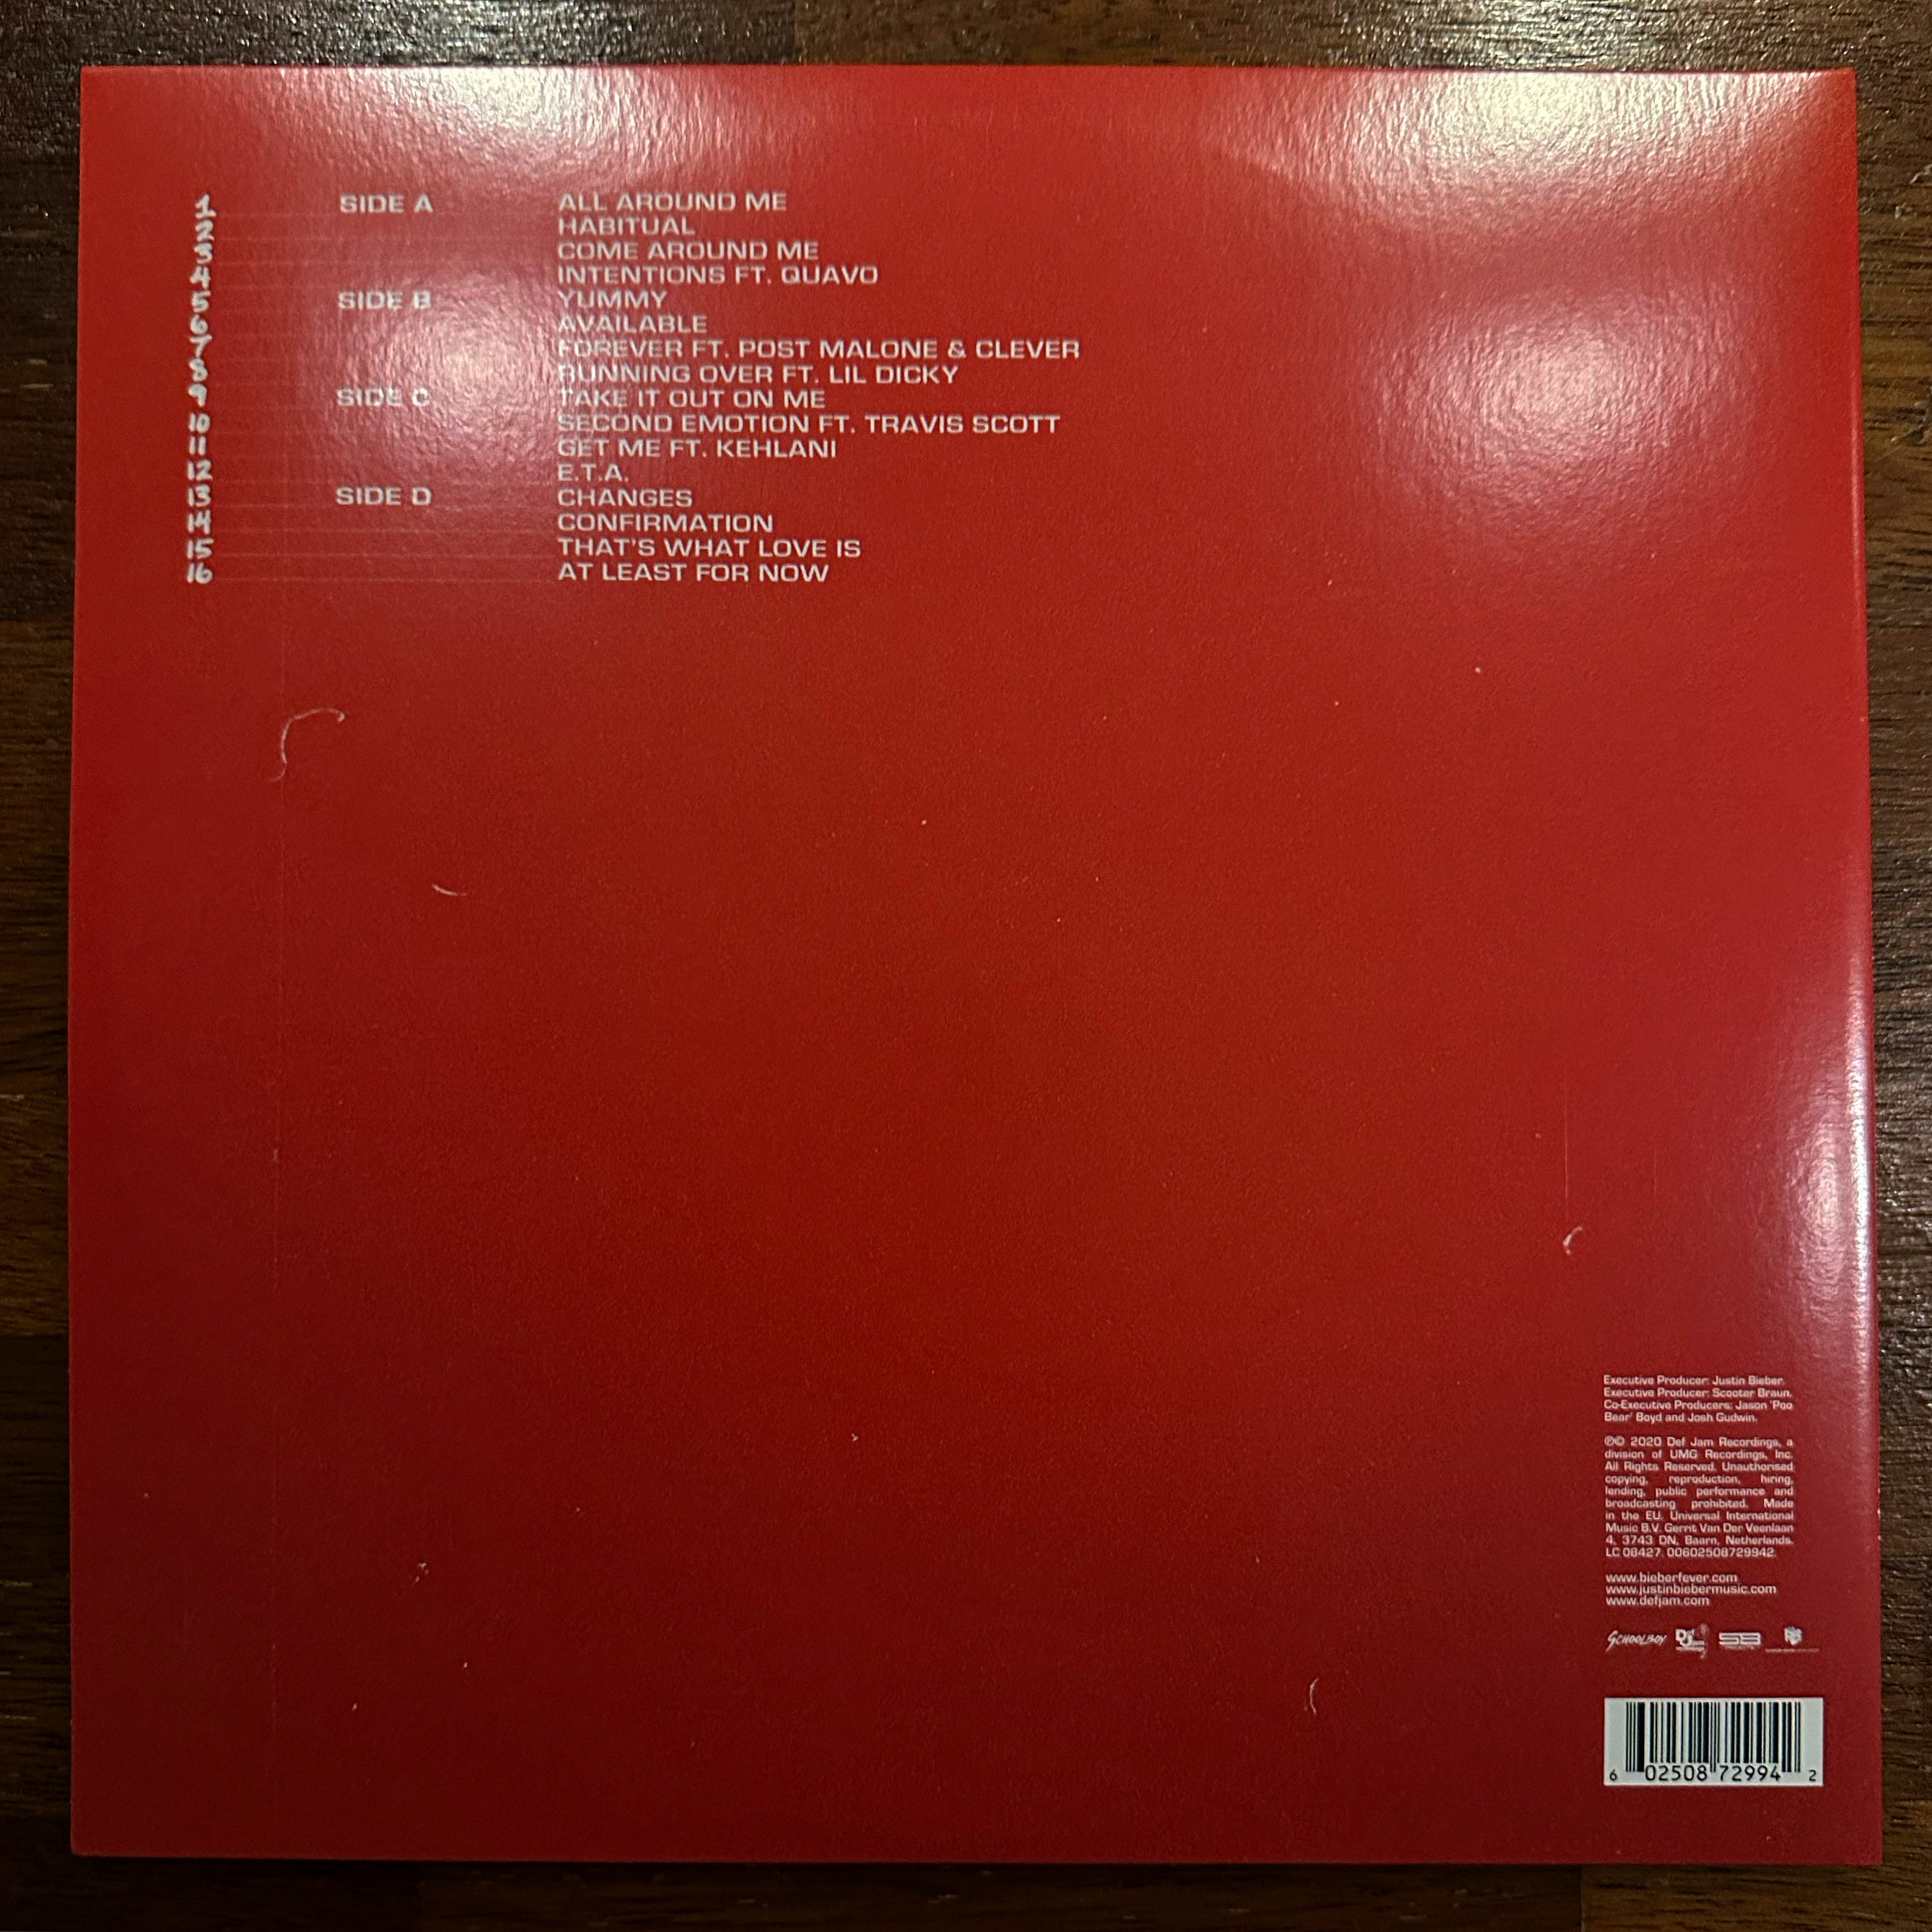 1 SIDE A ALL AROUND ME
2 HABITUAL
3 COME AROUND ME
4 INTENTIONS FT. QUAVO
5 SIDE B YUMMY
6 AVAILABLE
7 FOREVER FT. POST MALONE & CLEVER
8 RUNNING OVER FT. LIL DICKY
9 SIDE C TAKE IT OUT ON ME
10 SECOND EMOTION FT. TRAVIS SCOTT
11 GET ME FT. KEHLANI
12 E.T.A.
13 SIDE D CHANGES
14 CONFIRMATION
15 THAT'S WHAT LOVE IS
16 AT LEAST FOR NOW
Executive Producer: Justin Bieber.
Executive Producer: Scooter Braun.
Co-Executive Producers: Jason 'Poo
Bear' Boyd and Josh Gudwin.
℗© 2020 Def Jam Recordings, a
division of UMG Recordings, Inc.
All Rights Reserved. Unauthorised
copying, reproduction, hiring,
lending, public performance and
broadcasting prohibited. Made
in the EU. Universal International
Music B.V. Gerrit Van Der Veenlaan
4, 3743 DN, Baarn, Netherlands.
LC 08427. 00602508729942.
www.bieberfever.com
www.justinbiebermusic.com
www.defjam.com
SCHOOLBOY Def Jam SB
6 02508 72994 2